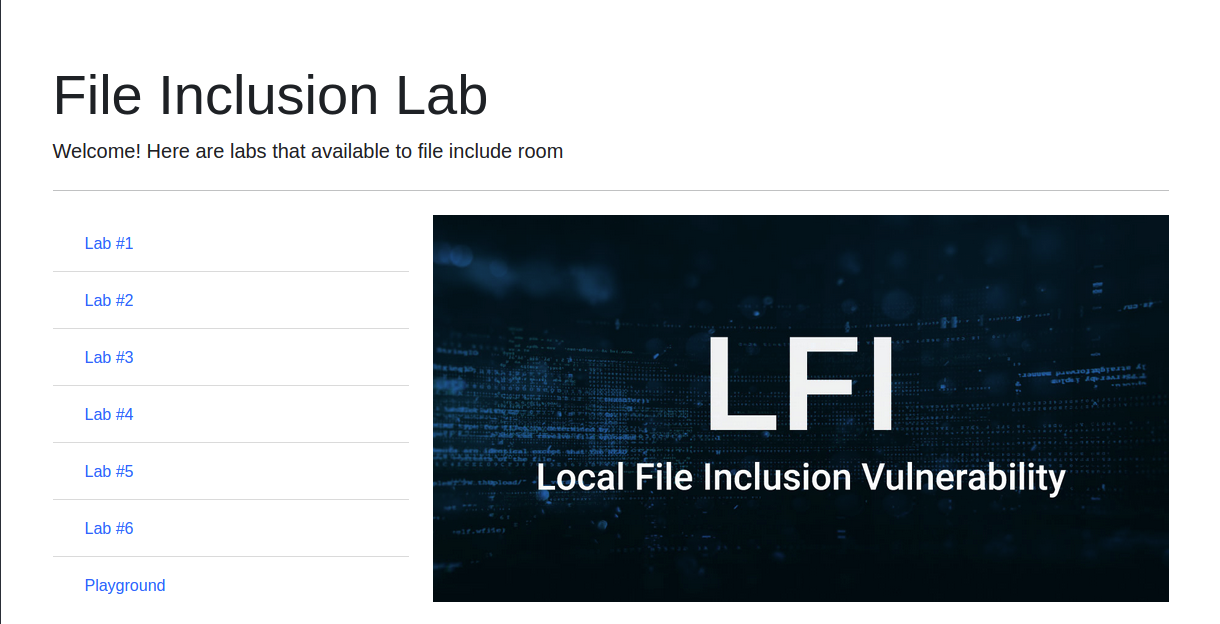 File Inclusion Lab
Welcome! Here are labs that available to file include room
Lab #1
Lab #2
Lab #3
Lab #4
Lab #5
Lab #6
Playground
LFI
Local File Inclusion Vulnerability